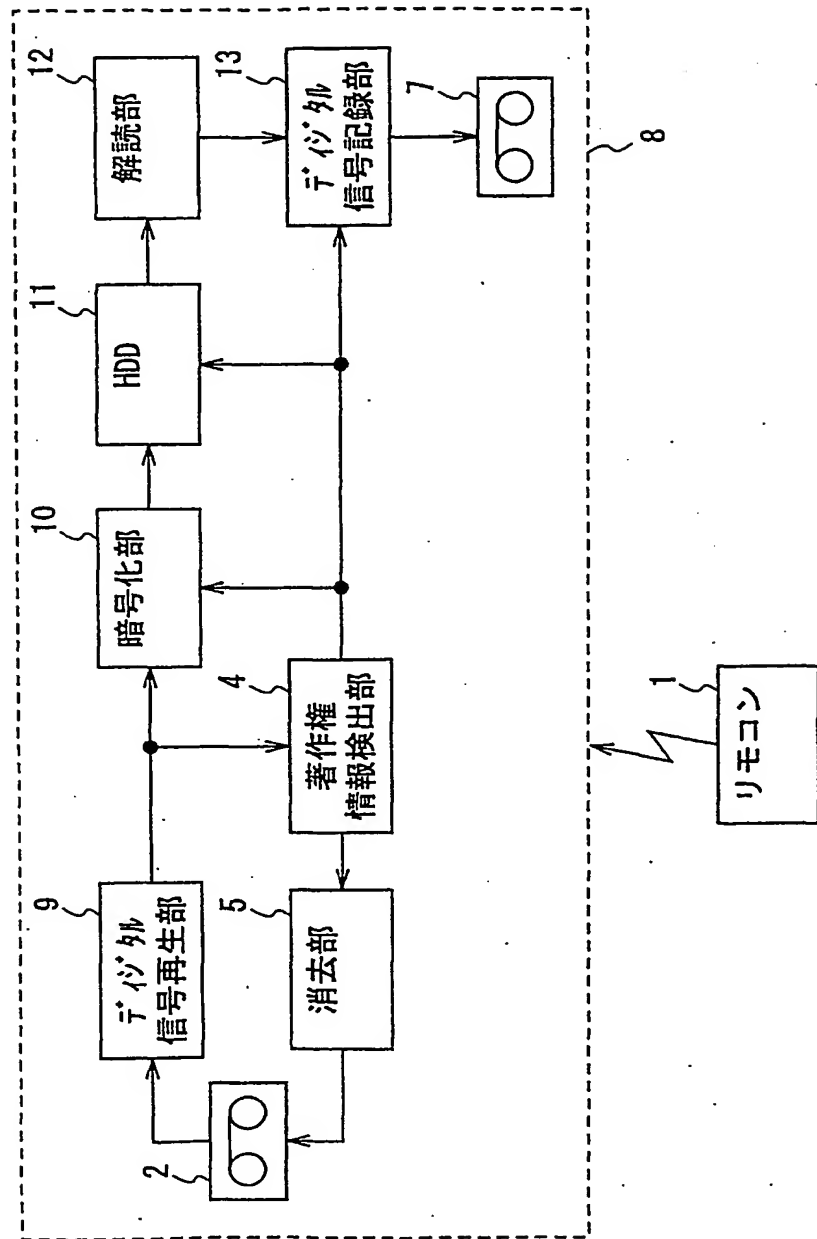 2
9
ディジタル
信号再生部
10
暗号化部
11
HDD
12
解読部
5
消去部
4
著作権
情報検出部
13
ディジタル
信号記録部
7
8
1
リモコン